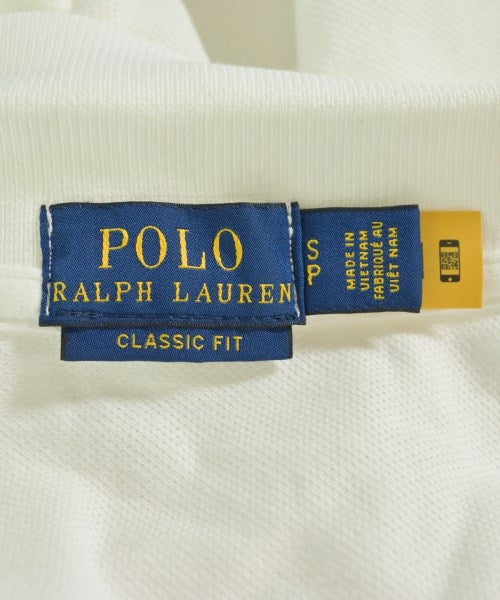 POLO
RALPH LAUREN
CLASSIC FIT
S
P
MADE IN
VIETNAM
FABRIQUÉ AU
VIÊT NAM